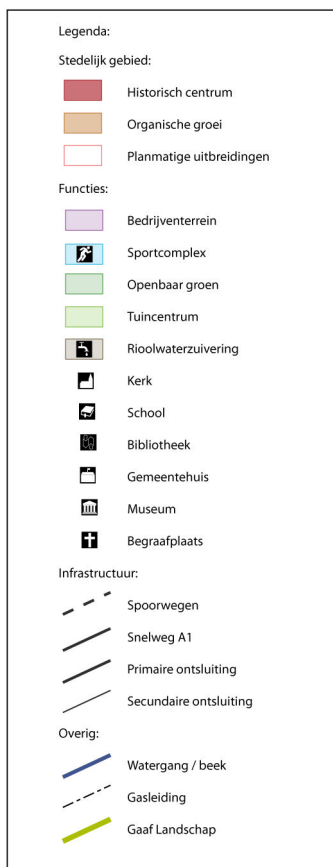 Legenda:
Stedelijk gebied:
Historisch centrum
Organische groei
Planmatige uitbreidingen
Functies:
Bedrijventerrein
Sportcomplex
Openbaar groen
Tuincentrum
Rioolwaterzuivering
Kerk
School
Bibliotheek
Gemeentehuis
Museum
Begraafplaats
Infrastructuur:
Spoorwegen
Snelweg A1
Primaire ontsluiting
Secundaire ontsluiting
Overig:
Watergang / beek
Gasleiding
Gaaf Landschap